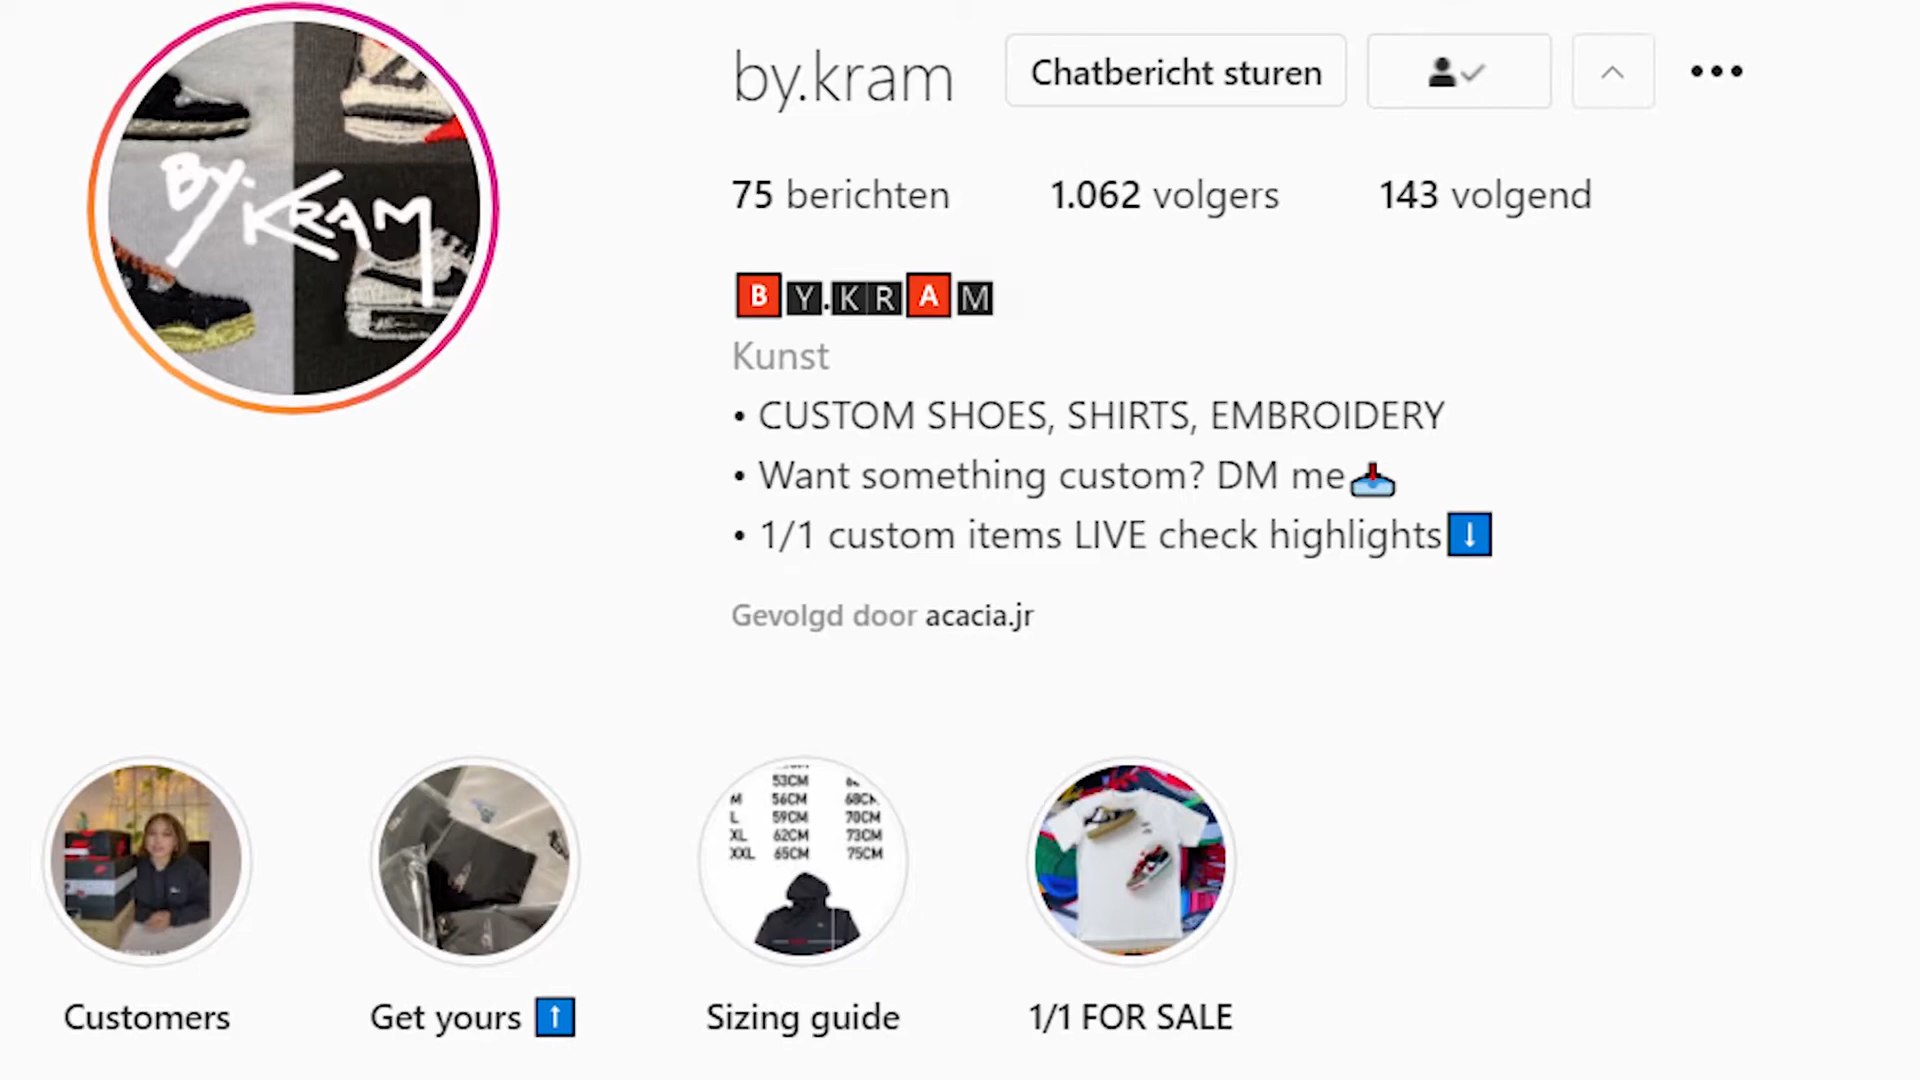 By. KRAM
by.kram
Chatbericht sturen
75 berichten 1.062 volgers 143 volgend
BY.KRAM
Kunst
• CUSTOM SHOES, SHIRTS, EMBROIDERY
• Want something custom? DM me
• 1/1 custom items LIVE check highlights
Gevolgd door acacia.jr
53CM
M 56CM 68CM
L 59CM 70CM
XL 62CM 73CM
XXL 65CM 75CM
Customers
Get yours
Sizing guide
1/1 FOR SALE